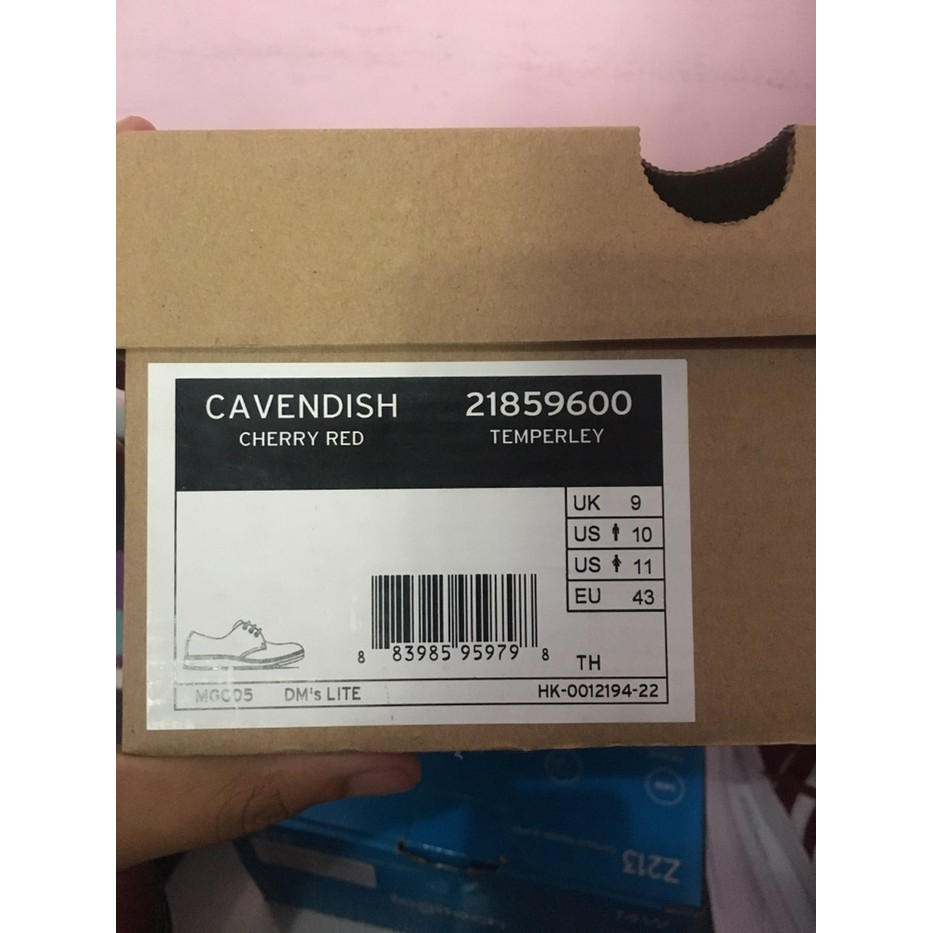 CAVENDISH 21859600
CHERRY RED TEMPERLEY
UK 9
US 10
US 11
EU 43
8 83985 95979 8
TH
MGC05 DM's LITE HK-0012194-22
Z213